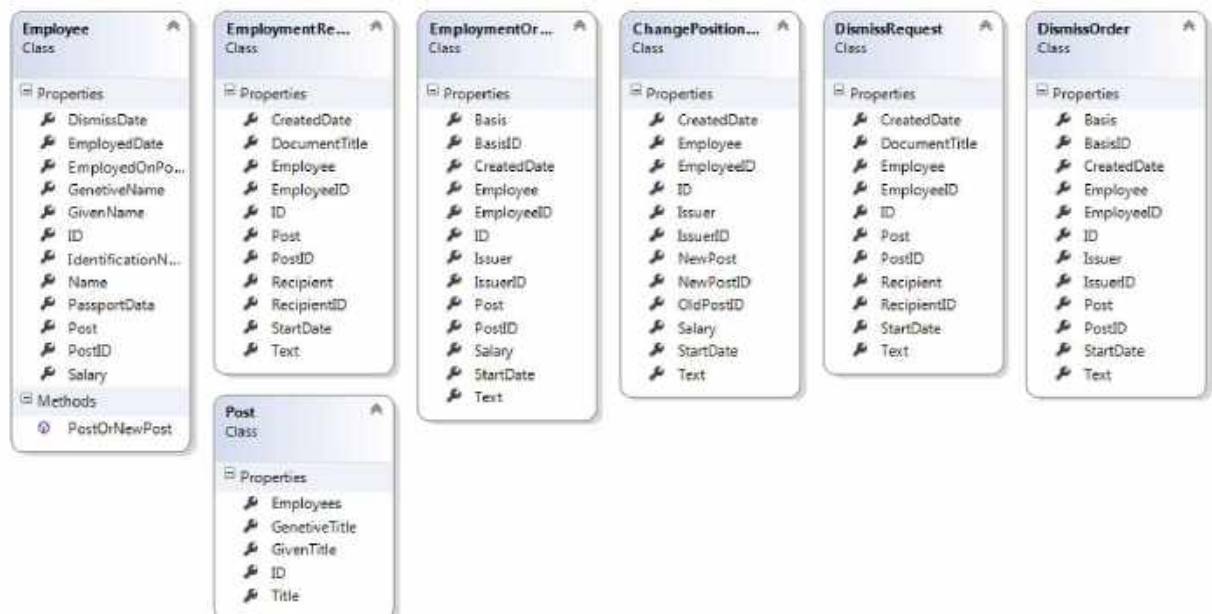 Employee
Class
Properties
DismissDate
EmployedDate
EmployedOnPo...
GenetiveName
GivenName
ID
IdentificationN...
Name
PassportData
Post
PostID
Salary
Methods
PostOrNewPost
EmploymentRe...
Class
Properties
CreatedDate
DocumentTitle
Employee
EmployeeID
ID
Post
PostID
Recipient
RecipientID
StartDate
Text
Post
Class
Properties
Employees
GenetiveTitle
GivenTitle
ID
Title
EmploymentOr...
Class
Properties
Basis
BasisID
CreatedDate
Employee
EmployeeID
ID
Issuer
IssuerID
Post
PostID
Salary
StartDate
Text
ChangePosition...
Class
Properties
CreatedDate
Employee
EmployeeID
ID
Issuer
IssuerID
NewPost
NewPostID
OldPostID
Salary
StartDate
Text
DismissRequest
Class
Properties
CreatedDate
DocumentTitle
Employee
EmployeeID
ID
Post
PostID
Recipient
RecipientID
StartDate
Text
DismissOrder
Class
Properties
Basis
BasisID
CreatedDate
Employee
EmployeeID
ID
Issuer
IssuerID
Post
PostID
StartDate
Text